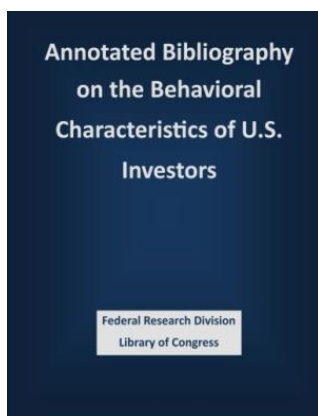 Annotated Bibliography
on the Behavioral
Characteristics of U.S.
Investors
Federal Research Division
Library of Congress